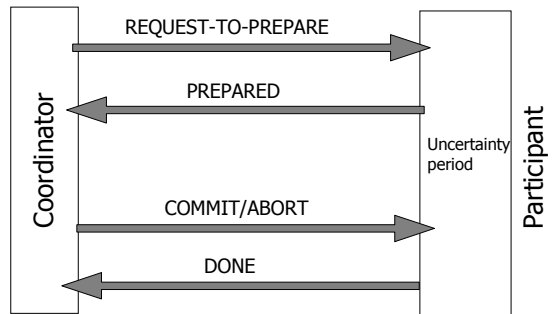 REQUEST-TO-PREPARE
PREPARED
Coordinator
Uncertainty
period
Participant
COMMIT/ABORT
DONE